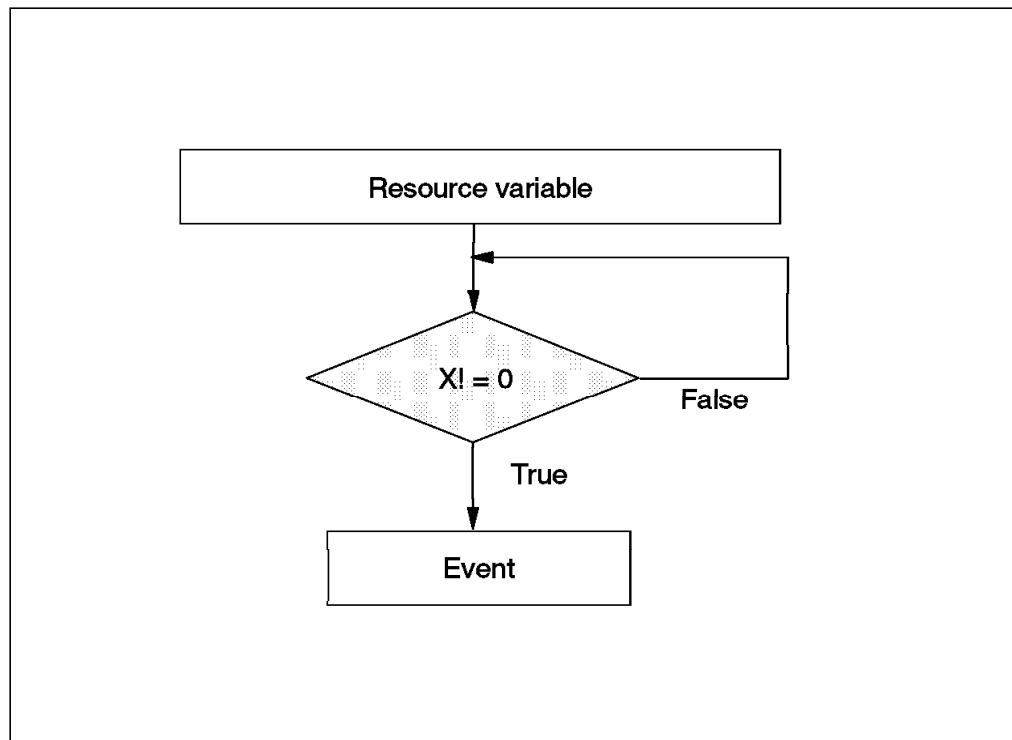 Resource variable
X! = 0
False
True
Event